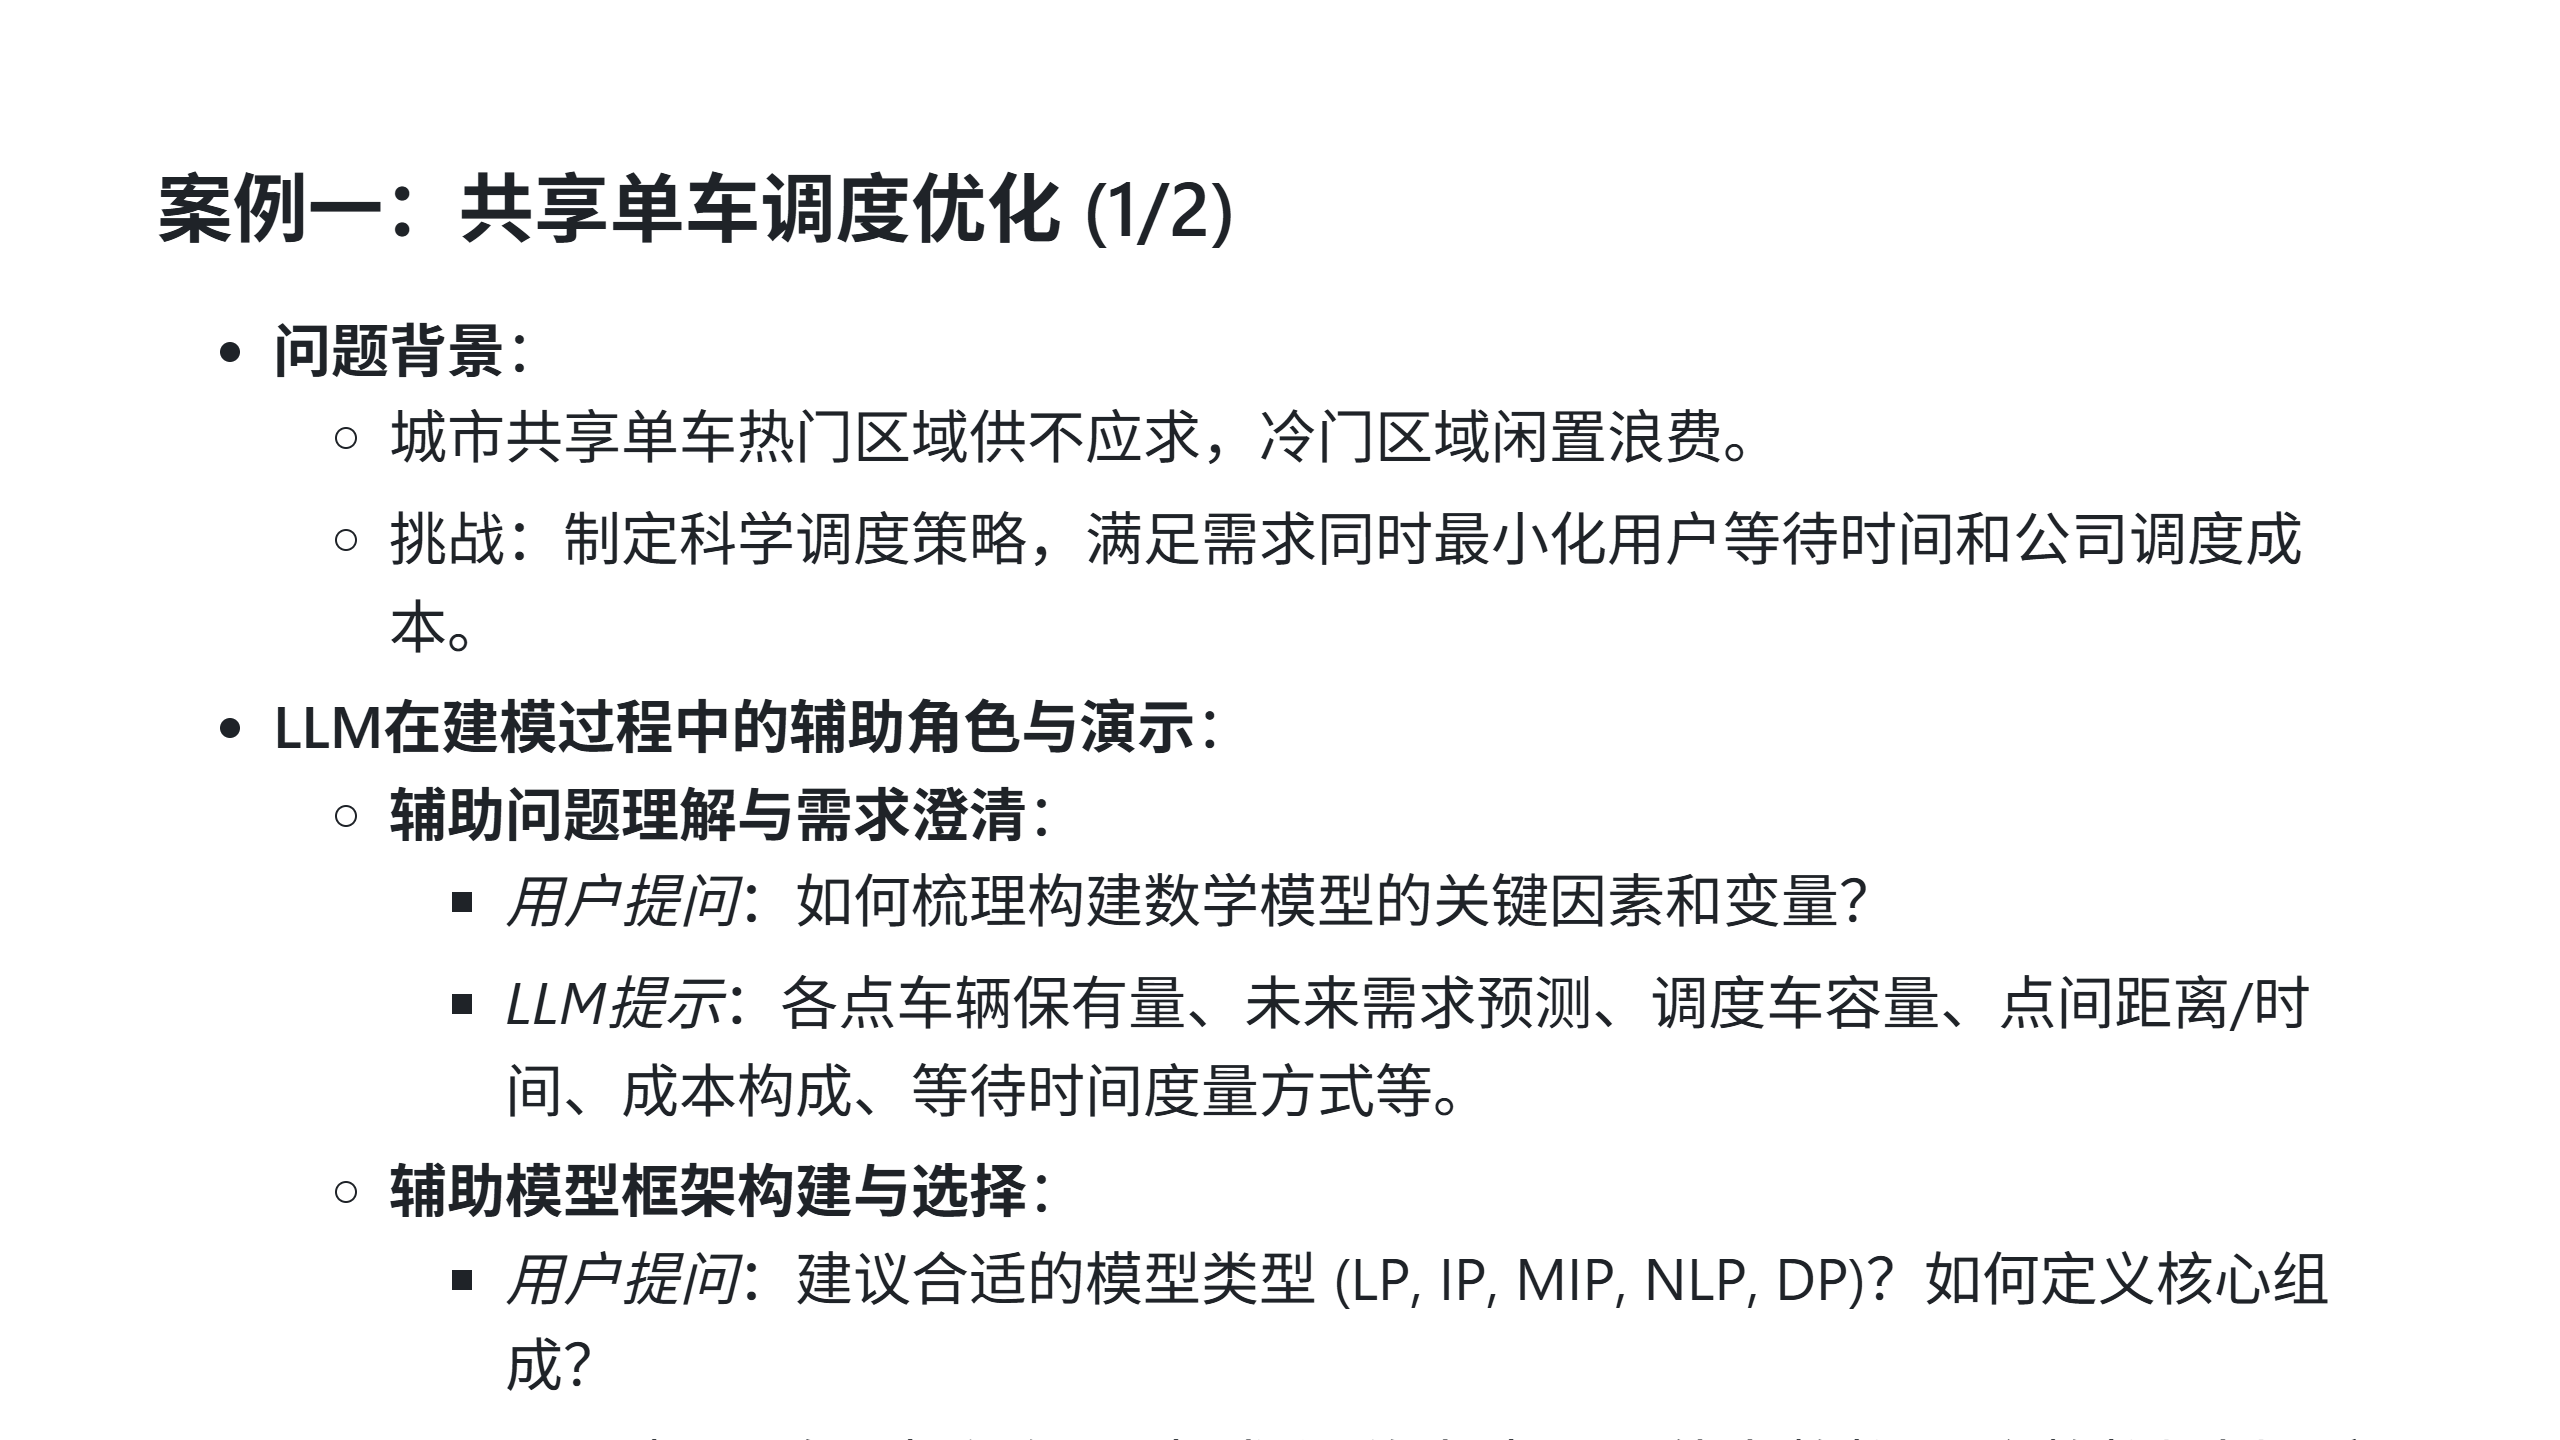 案例一：共享单车调度优化 (1/2)
问题背景：
城市共享单车热门区域供不应求，冷门区域闲置浪费。
挑战：制定科学调度策略，满足需求同时最小化用户等待时间和公司调度成
本。
LLM在建模过程中的辅助角色与演示：
辅助问题理解与需求澄清：
用户提问：如何梳理构建数学模型的关键因素和变量？
LLM提示：各点车辆保有量、未来需求预测、调度车容量、点间距离/时
间、成本构成、等待时间度量方式等。
辅助模型框架构建与选择：
用户提问：建议合适的模型类型 (LP, IP, MIP, NLP, DP)？如何定义核心组
成？